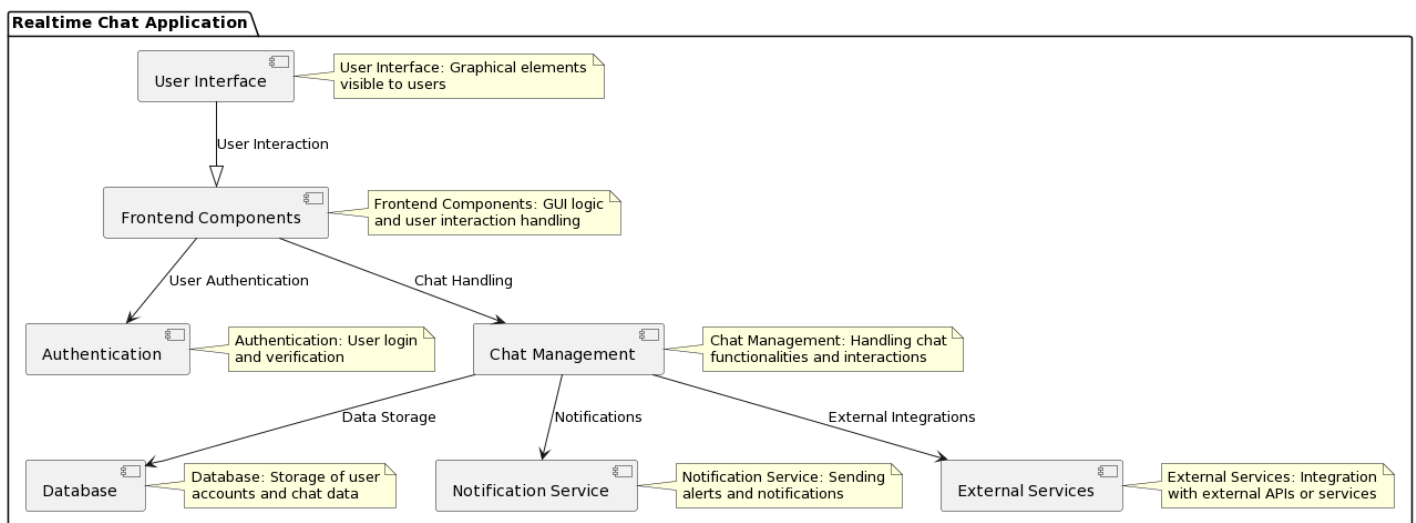 Realtime Chat Application
User Interface
User Interface: Graphical elements
visible to users
User Interaction
Frontend Components
Frontend Components: GUI logic
and user interaction handling
User Authentication
Chat Handling
Authentication
Authentication: User login
and verification
Chat Management
Chat Management: Handling chat
functionalities and interactions
Data Storage
Notifications
External Integrations
Database
Database: Storage of user
accounts and chat data
Notification Service
Notification Service: Sending
alerts and notifications
External Services
External Services: Integration
with external APIs or services